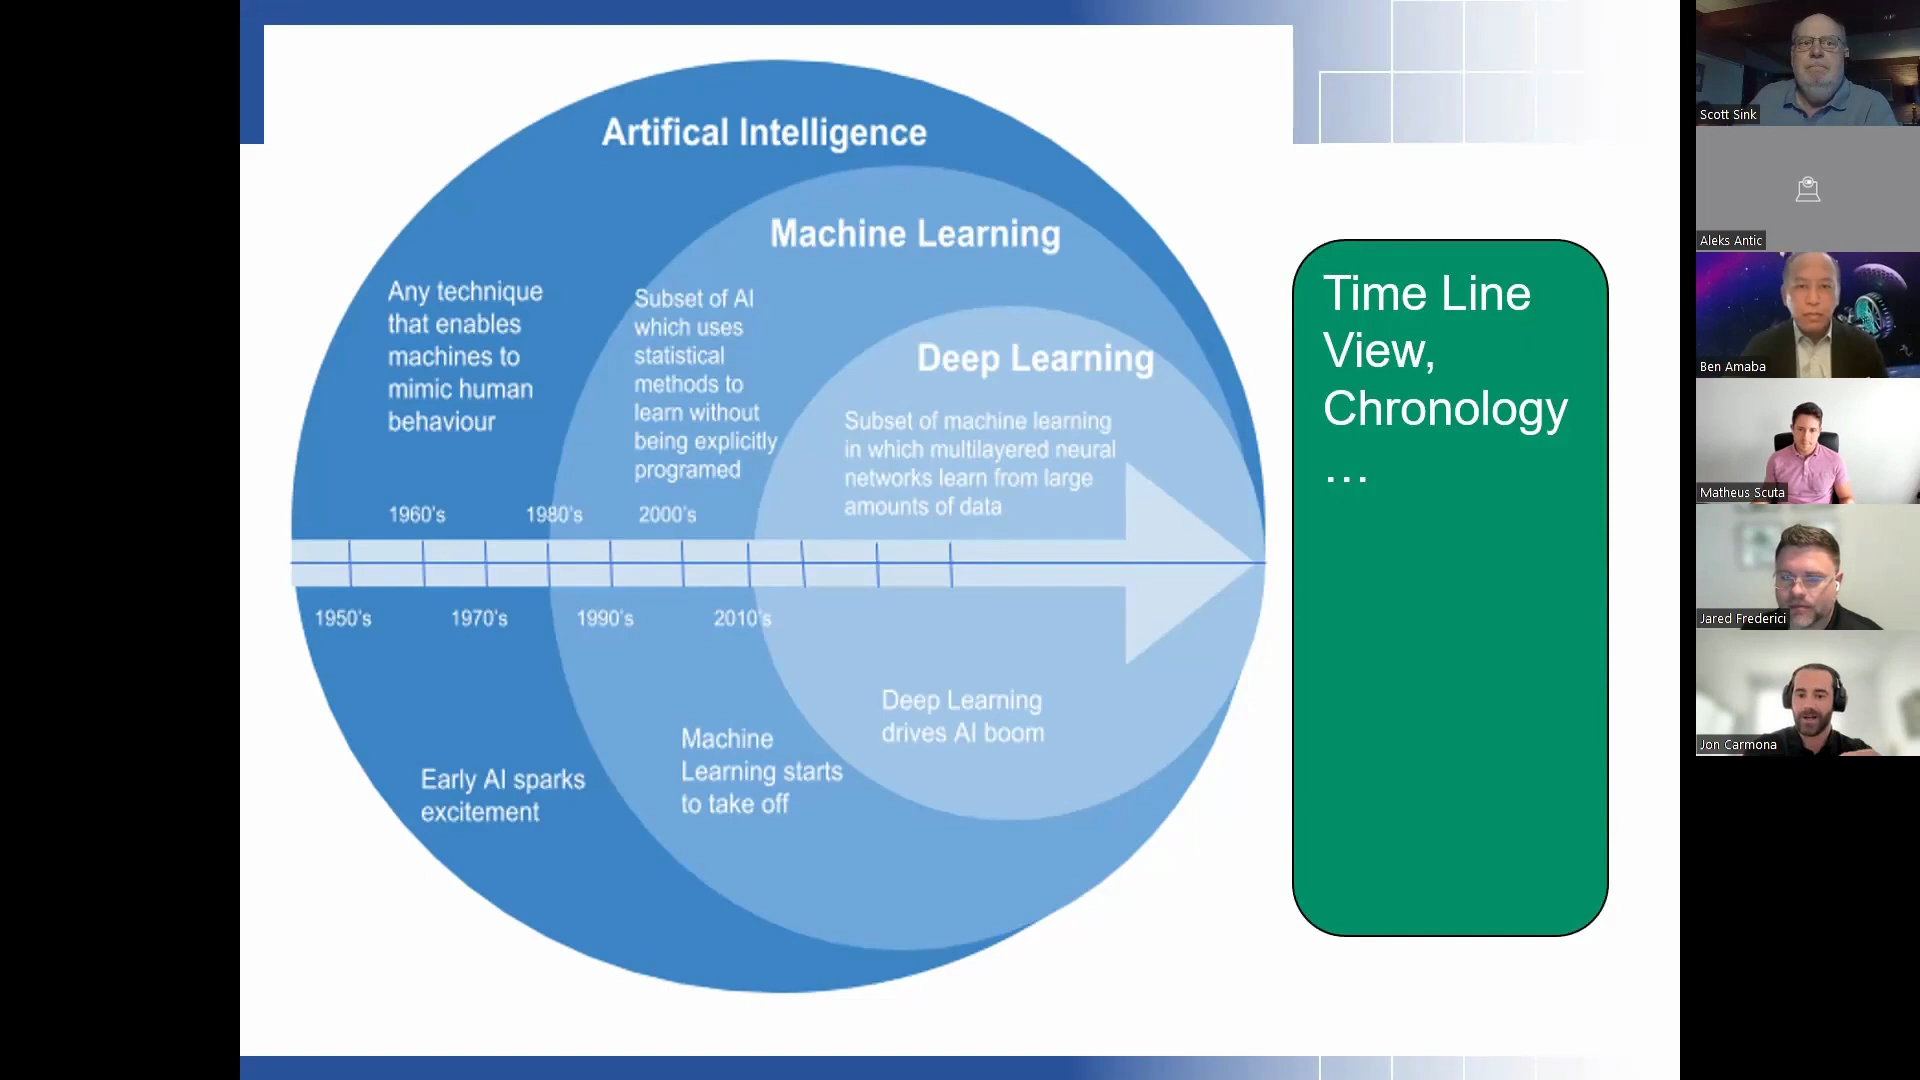 Artifical Intelligence
Machine Learning
Deep Learning
Any technique
that enables
machines to
mimic human
behaviour
Subset of AI
which uses
statistical
methods to
learn without
being explicitly
programed
Subset of machine learning
in which multilayered neural
networks learn from large
amounts of data
1960's
1980's
2000's
1950's
1970's
1990's
2010's
Early AI sparks
excitement
Machine
Learning starts
to take off
Deep Learning
drives AI boom
Time Line
View,
Chronology
…
Scott Sink
Aleks Antic
Ben Amaba
Matheus Scuta
Jared Frederici
Jon Carmona